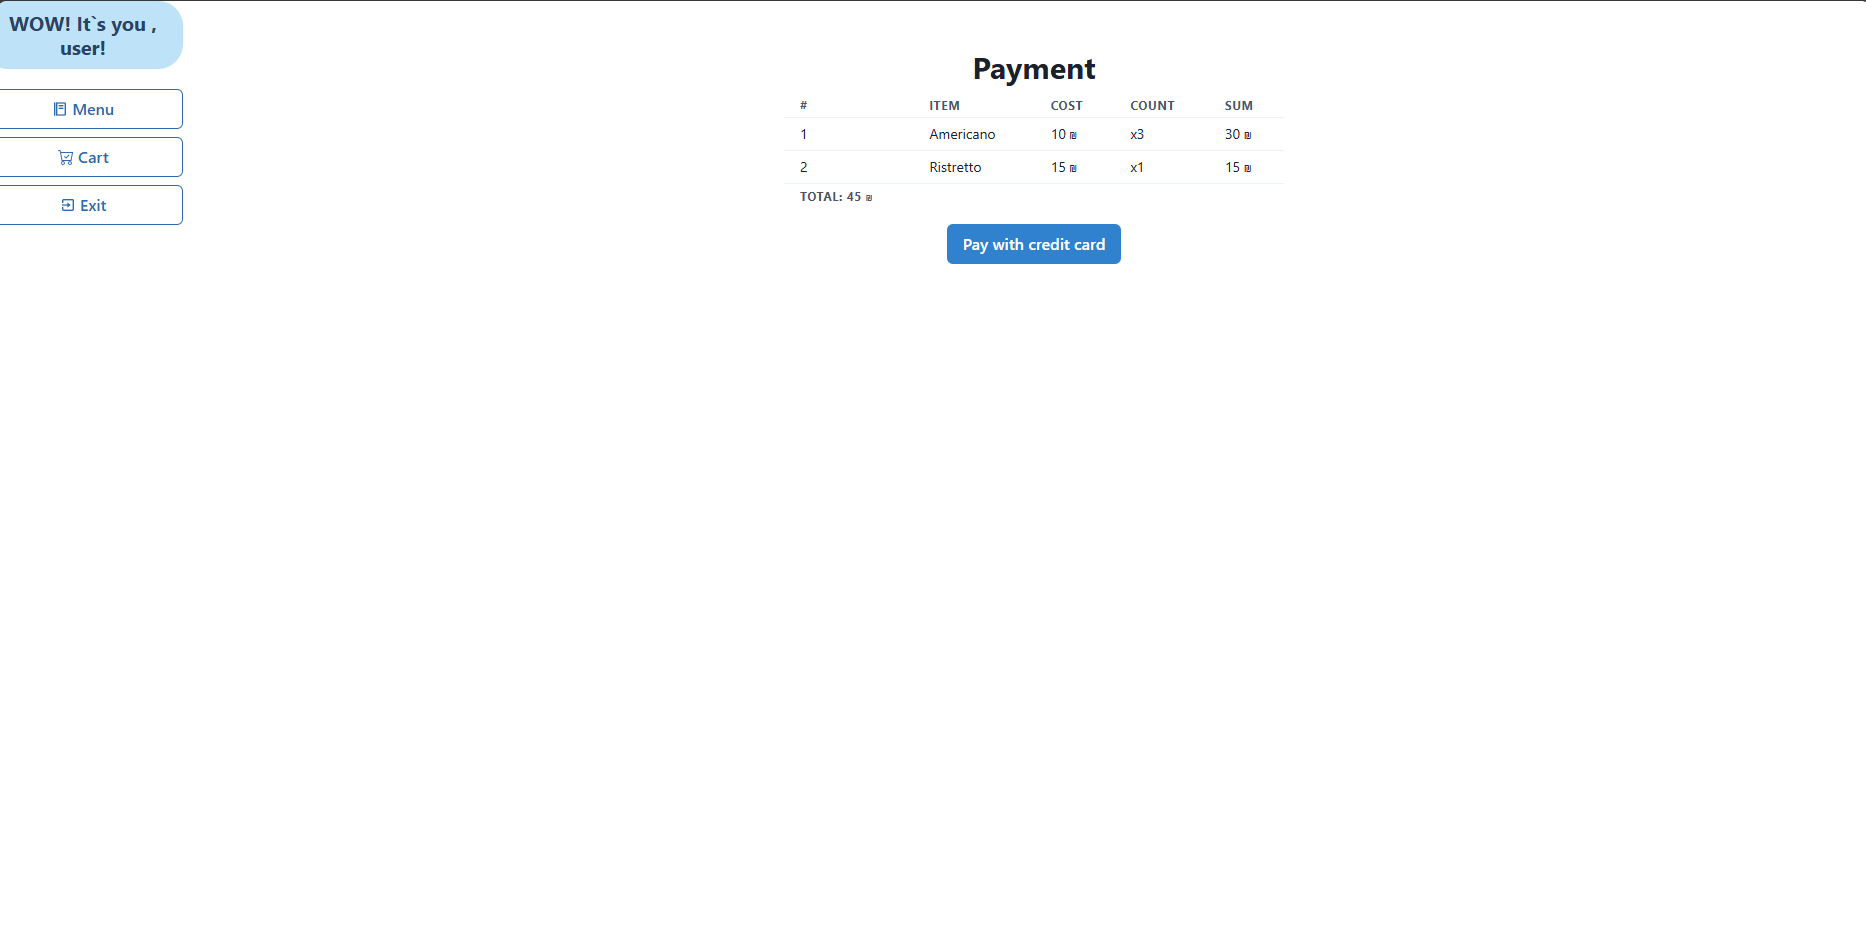 WOW! It`s you ,
user!
Menu
Cart
Exit
Payment
# ITEM COST COUNT SUM
1 Americano 10 ₪ x3 30 ₪
2 Ristretto 15 ₪ x1 15 ₪
TOTAL: 45 ₪
Pay with credit card